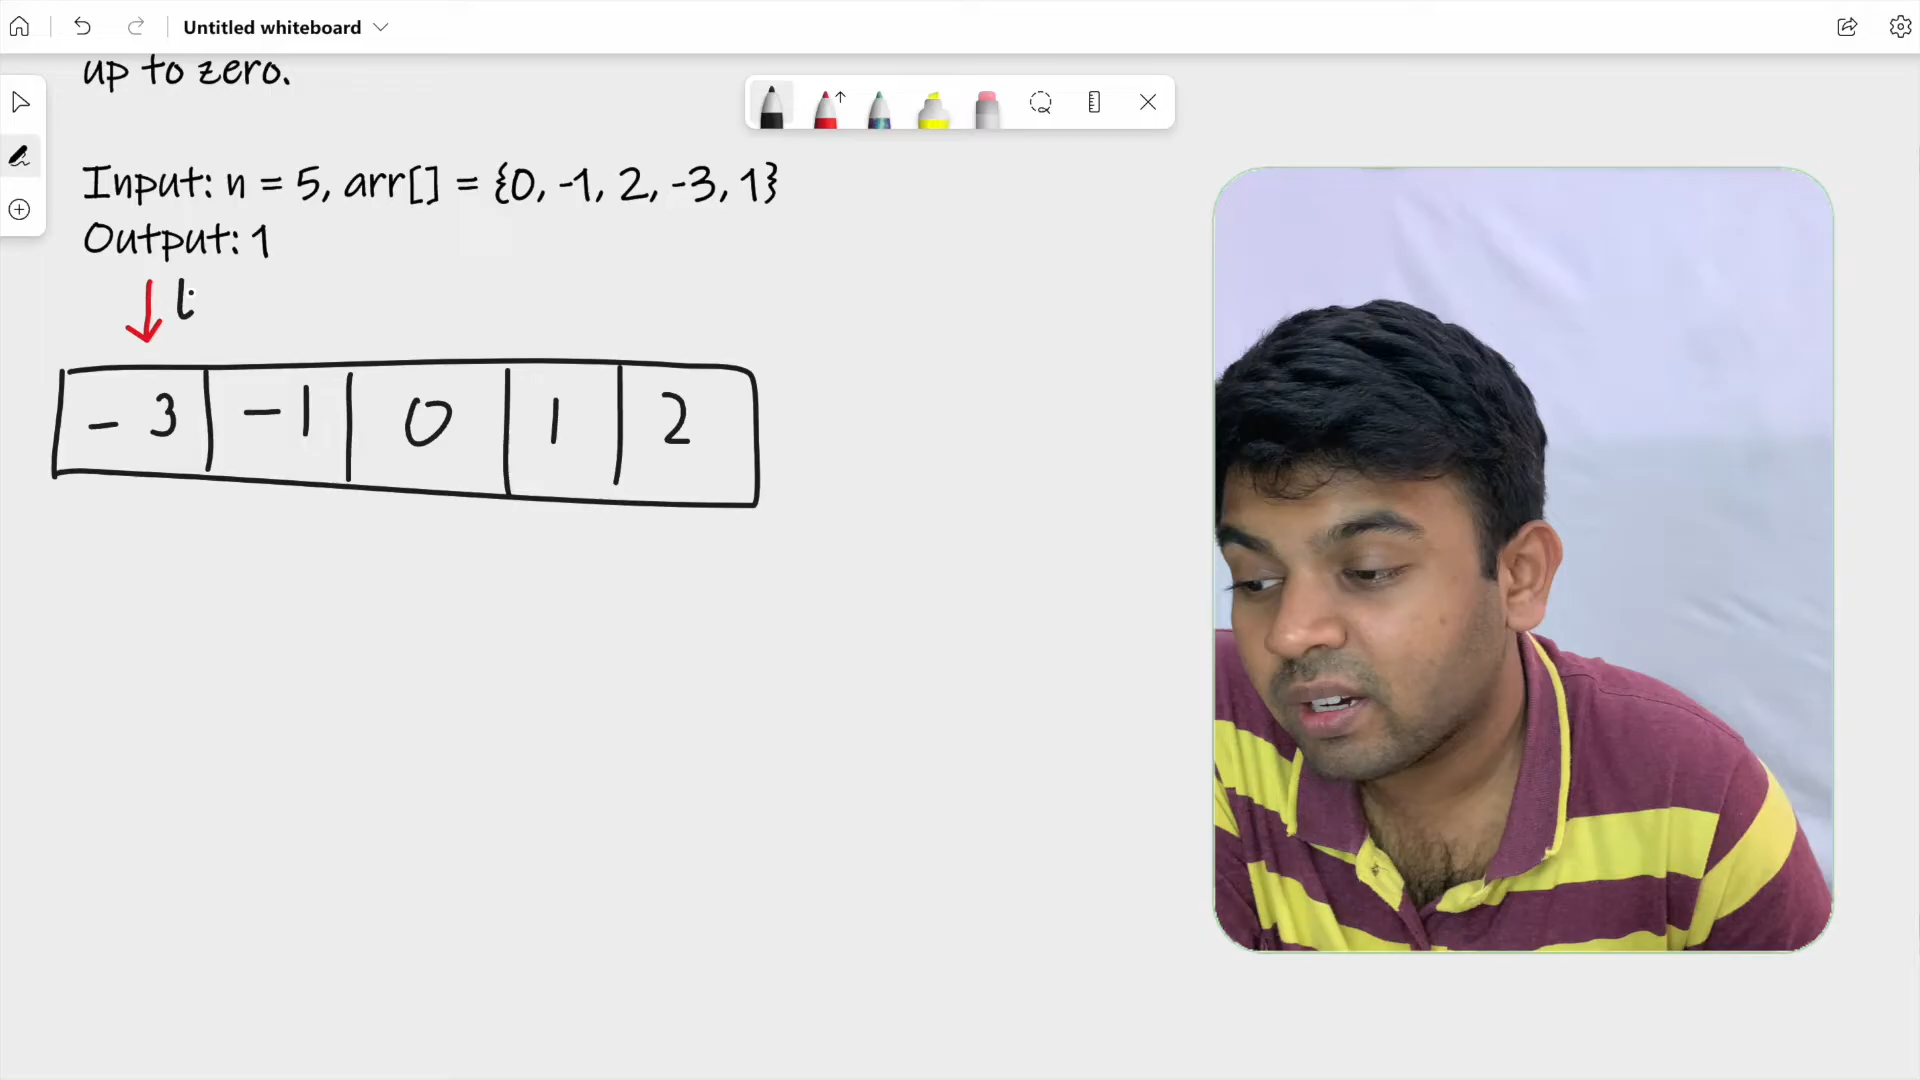 Untitled whiteboard
up to zero.
Input: n = 5, arr[] = {0, -1, 2, -3, 1}
Output: 1
- 3 -1 0 1 2